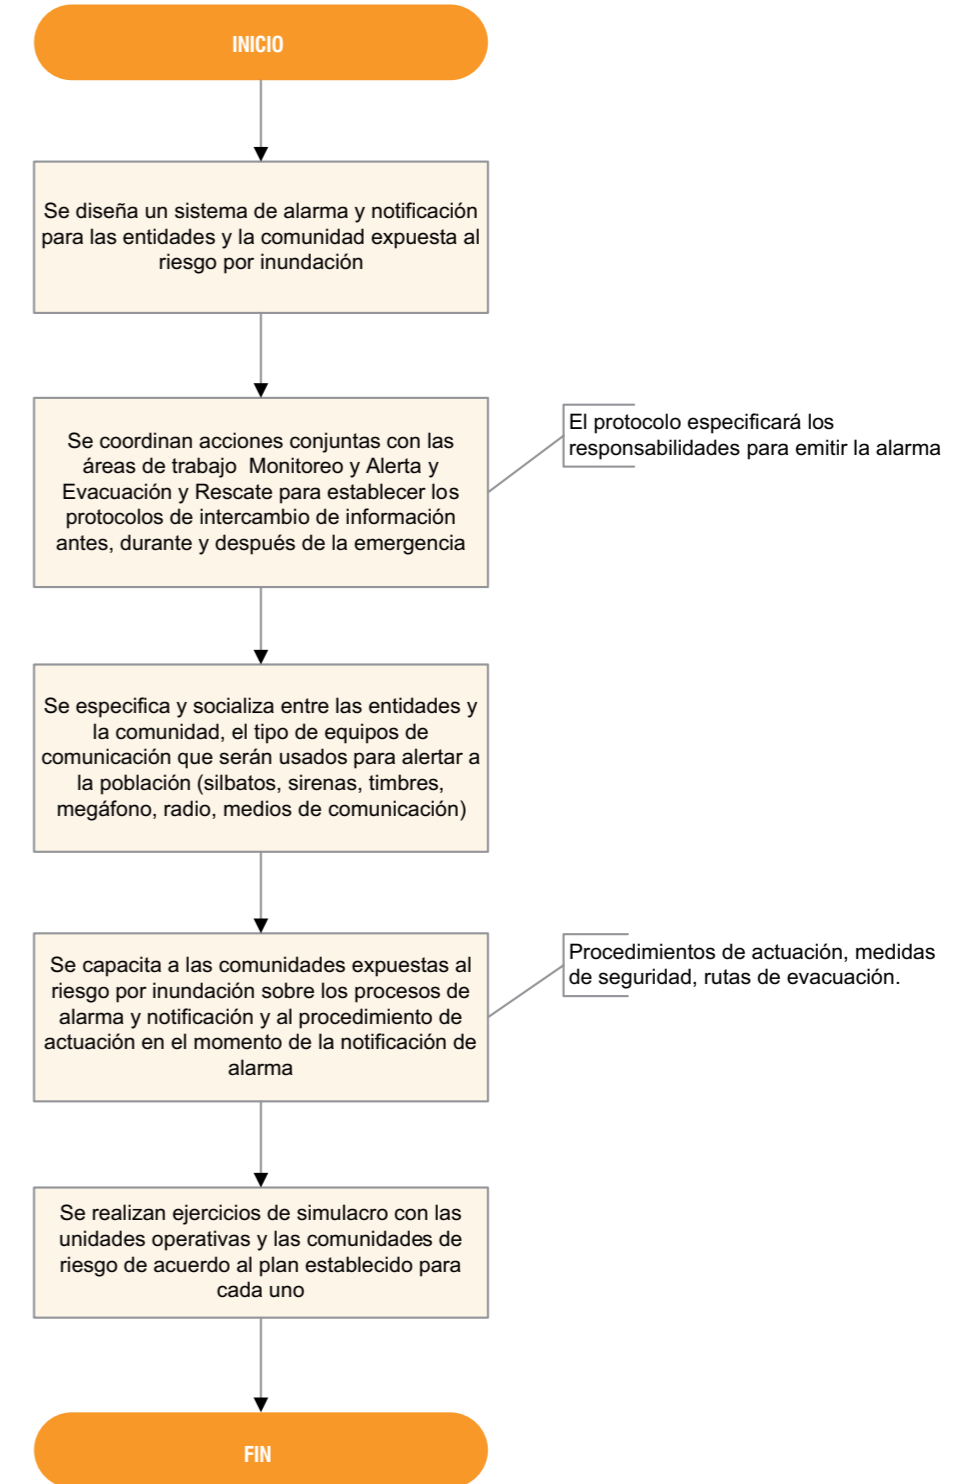 INICIO
Se diseña un sistema de alarma y notificación
para las entidades y la comunidad expuesta al
riesgo por inundación
Se coordinan acciones conjuntas con las
áreas de trabajo Monitoreo y Alerta y
Evacuación y Rescate para establecer los
protocolos de intercambio de información
antes, durante y después de la emergencia
El protocolo especificará los
responsabilidades para emitir la alarma
Se especifica y socializa entre las entidades y
la comunidad, el tipo de equipos de
comunicación que serán usados para alertar a
la población (silbatos, sirenas, timbres,
megáfono, radio, medios de comunicación)
Se capacita a las comunidades expuestas al
riesgo por inundación sobre los procesos de
alarma y notificación y al procedimiento de
actuación en el momento de la notificación de
alarma
Procedimientos de actuación, medidas
de seguridad, rutas de evacuación.
Se realizan ejercicios de simulacro con las
unidades operativas y las comunidades de
riesgo de acuerdo al plan establecido para
cada uno
FIN